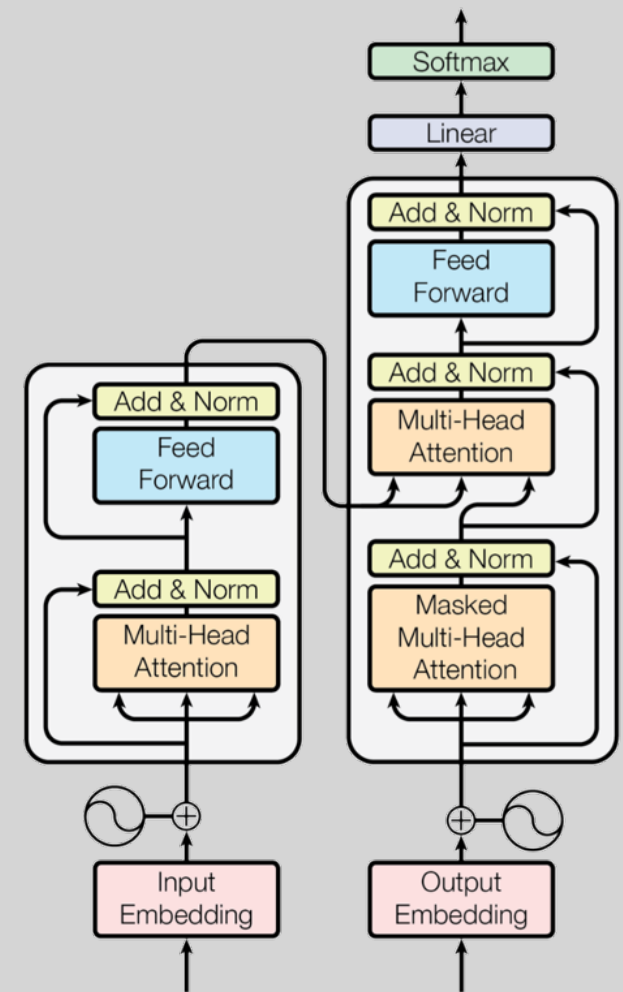 Softmax
Linear
Add & Norm
Feed
Forward
Add & Norm
Multi-Head
Attention
Add & Norm
Masked
Multi-Head
Attention
Output
Embedding
Add & Norm
Feed
Forward
Add & Norm
Multi-Head
Attention
Input
Embedding